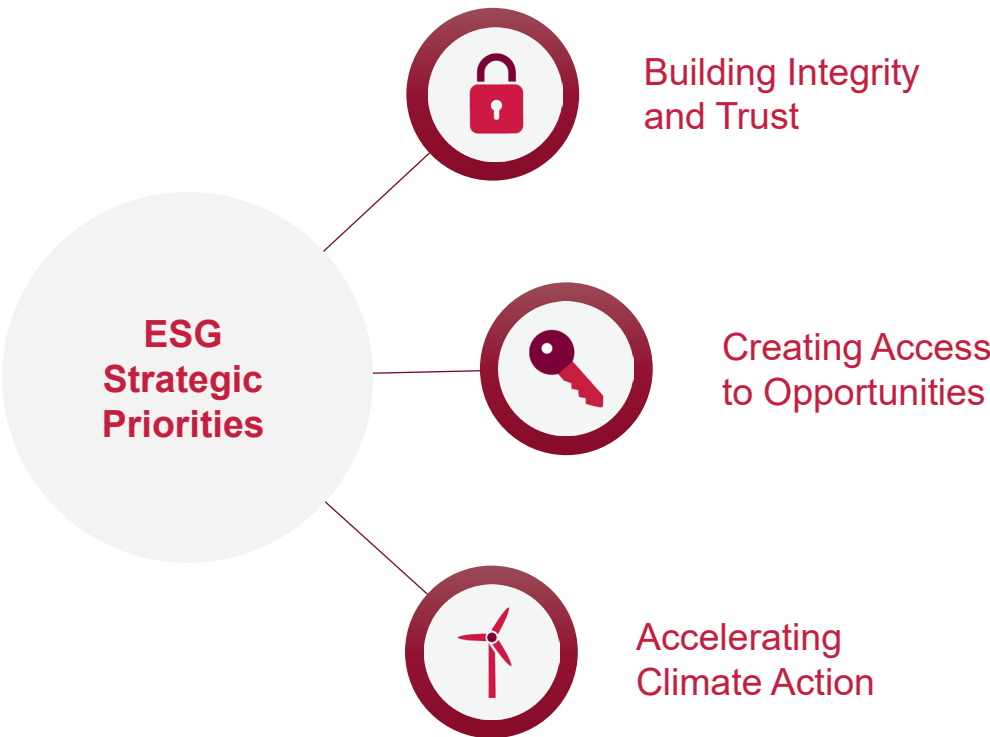 Building Integrity
and Trust
ESG
Strategic
Priorities
Creating Access
to Opportunities
Accelerating
Climate Action